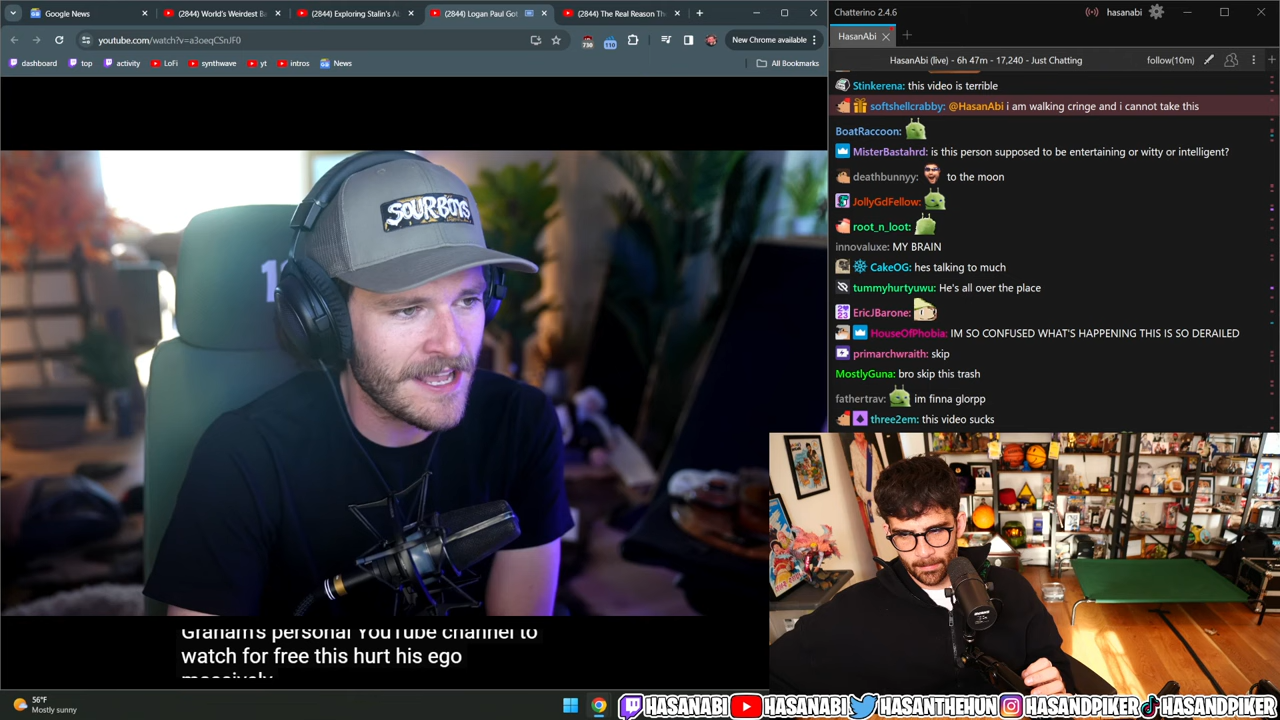 Google News
(2844) World's Weirdest Ba
(2844) Exploring Stalin's A
(2844) Logan Paul Got
(2844) The Real Reason The
youtube.com/watch?v=a3oeqCSnJF0
730
110
New Chrome available
dashboard
top
activity
LoFi
synthwave
yt
intros
News
All Bookmarks
SOURBOYS
Graham's personal YouTube channel to
watch for free this hurt his ego
massively
Chatterino 2.4.6
hasanabi
HasanAbi
HasanAbi (live) - 6h 47m - 17,240 - Just Chatting
follow(10m)
Stinkerena: this video is terrible
softshellcrabby: @HasanAbi i am walking cringe and i cannot take this
BoatRaccoon:
MisterBastahrd: is this person supposed to be entertaining or witty or intelligent?
deathbunnyy: to the moon
JollyGdFellow:
root_n_loot:
innovaluxe: MY BRAIN
CakeOG: hes talking to much
tummyhurtyuwu: He's all over the place
EricJBarone:
HouseOfPhobia: IM SO CONFUSED WHAT'S HAPPENING THIS IS SO DERAILED
primarchwraith: skip
MostlyGuna: bro skip this trash
fathertrav: im finna glorpp
three2em: this video sucks
56°F
Mostly sunny
HASANABI
HASANABI
HASANTHEHUN
HASANDPIKER
HASANDPIKER